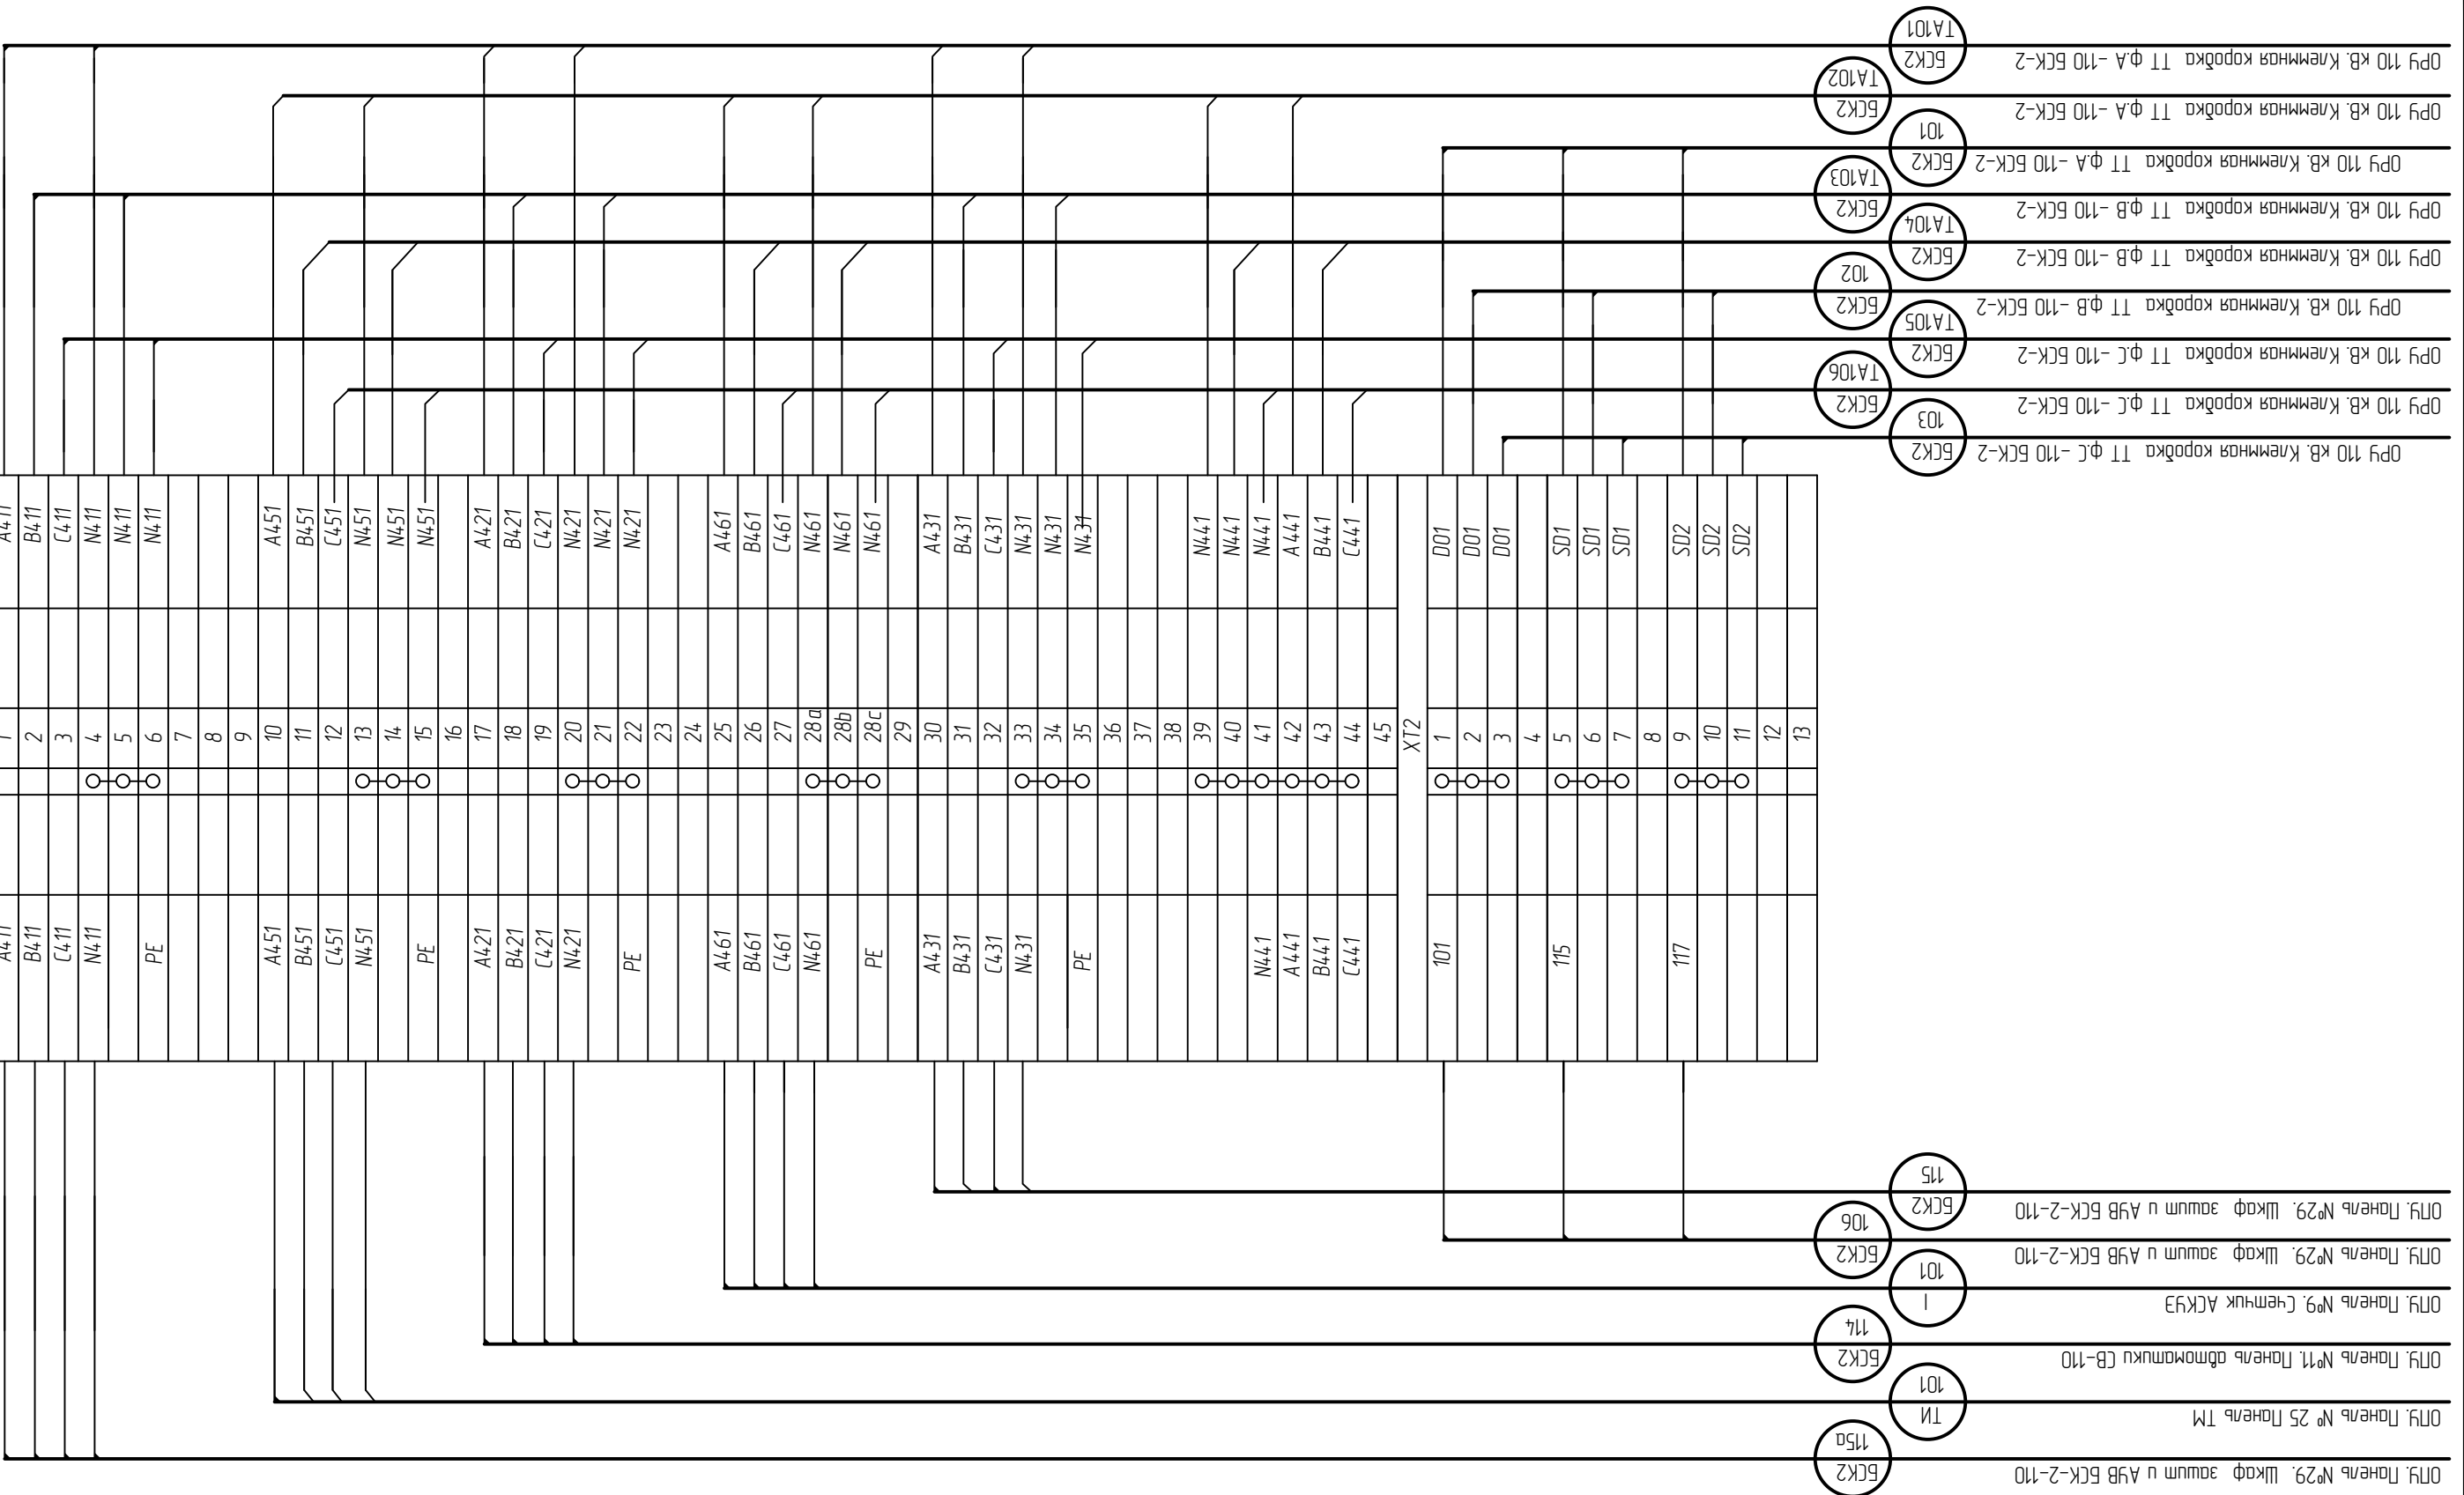 ОРУ 110 кВ. Клеммная коробка ТТ ф.А -110 БСК-2
БСК2
ТА101
ОРУ 110 кВ. Клеммная коробка ТТ ф.А -110 БСК-2
БСК2
ТА102
ОРУ 110 кВ. Клеммная коробка ТТ ф.А -110 БСК-2
БСК2
101
ОРУ 110 кВ. Клеммная коробка ТТ ф.В -110 БСК-2
БСК2
ТА103
ОРУ 110 кВ. Клеммная коробка ТТ ф.В -110 БСК-2
БСК2
ТА104
ОРУ 110 кВ. Клеммная коробка ТТ ф.В -110 БСК-2
БСК2
102
ОРУ 110 кВ. Клеммная коробка ТТ ф.С -110 БСК-2
БСК2
ТА105
ОРУ 110 кВ. Клеммная коробка ТТ ф.С -110 БСК-2
БСК2
ТА106
ОРУ 110 кВ. Клеммная коробка ТТ ф.С -110 БСК-2
БСК2
103
A411 1 A411
B411 2 B411
C411 3 C411
N411 4 N411
5 N411
PE 6 N411
7
8
9
A451 10 A451
B451 11 B451
C451 12 C451
N451 13 N451
14 N451
PE 15 N451
16
A421 17 A421
B421 18 B421
C421 19 C421
N421 20 N421
21 N421
PE 22 N421
23
24
A461 25 A461
B461 26 B461
C461 27 C461
N461 28a N461
28b N461
PE 28c N461
29
A431 30 A431
B431 31 B431
C431 32 C431
N431 33 N431
34 N431
PE 35 N431
36
37
38
39 N441
40 N441
N441 41 N441
A441 42 A441
B441 43 B441
C441 44 C441
45
XT2
101 1 D01
2 D01
3 D01
4
115 5 SD1
6 SD1
7 SD1
8
117 9 SD2
10 SD2
11 SD2
12
13
ОПУ. Панель №29. Шкаф защит и АУВ БСК-2-110
БСК2
115
ОПУ. Панель №29. Шкаф защит и АУВ БСК-2-110
БСК2
106
ОПУ. Панель №9. Счетчик АСКУЭ
I
101
ОПУ. Панель №11. Панель автоматики СВ-110
БСК2
114
ОПУ. Панель № 25 Панель ТМ
ТИ
101
ОПУ. Панель №29. Шкаф защит и АУВ БСК-2-110
БСК2
115а